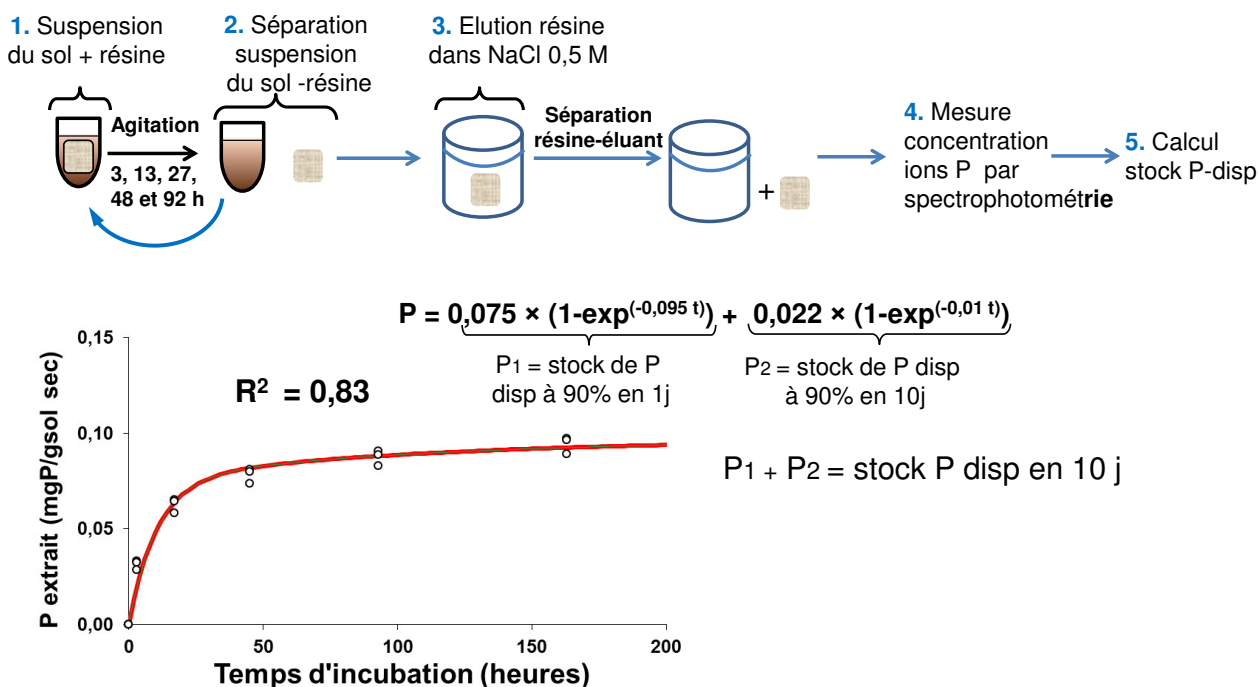 1. Suspension
du sol + résine
2. Séparation
suspension
du sol -résine
3. Elution résine
dans NaCl 0,5 M
Agitation
3, 13, 27,
48 et 92 h
Séparation
résine-éluant
+
4. Mesure
concentration
ions P par
spectrophotométrie
5. Calcul
stock P-disp
P = 0,075 × (1-exp(-0,095 t)) + 0,022 × (1-exp(-0,01 t))
P1 = stock de P
disp à 90% en 1j
P2 = stock de P disp
à 90% en 10j
R² = 0,83
P1 + P2 = stock P disp en 10 j
P extrait (mgP/gsol sec)
0,15
0,10
0,05
0,00
0 50 100 150 200
Temps d'incubation (heures)